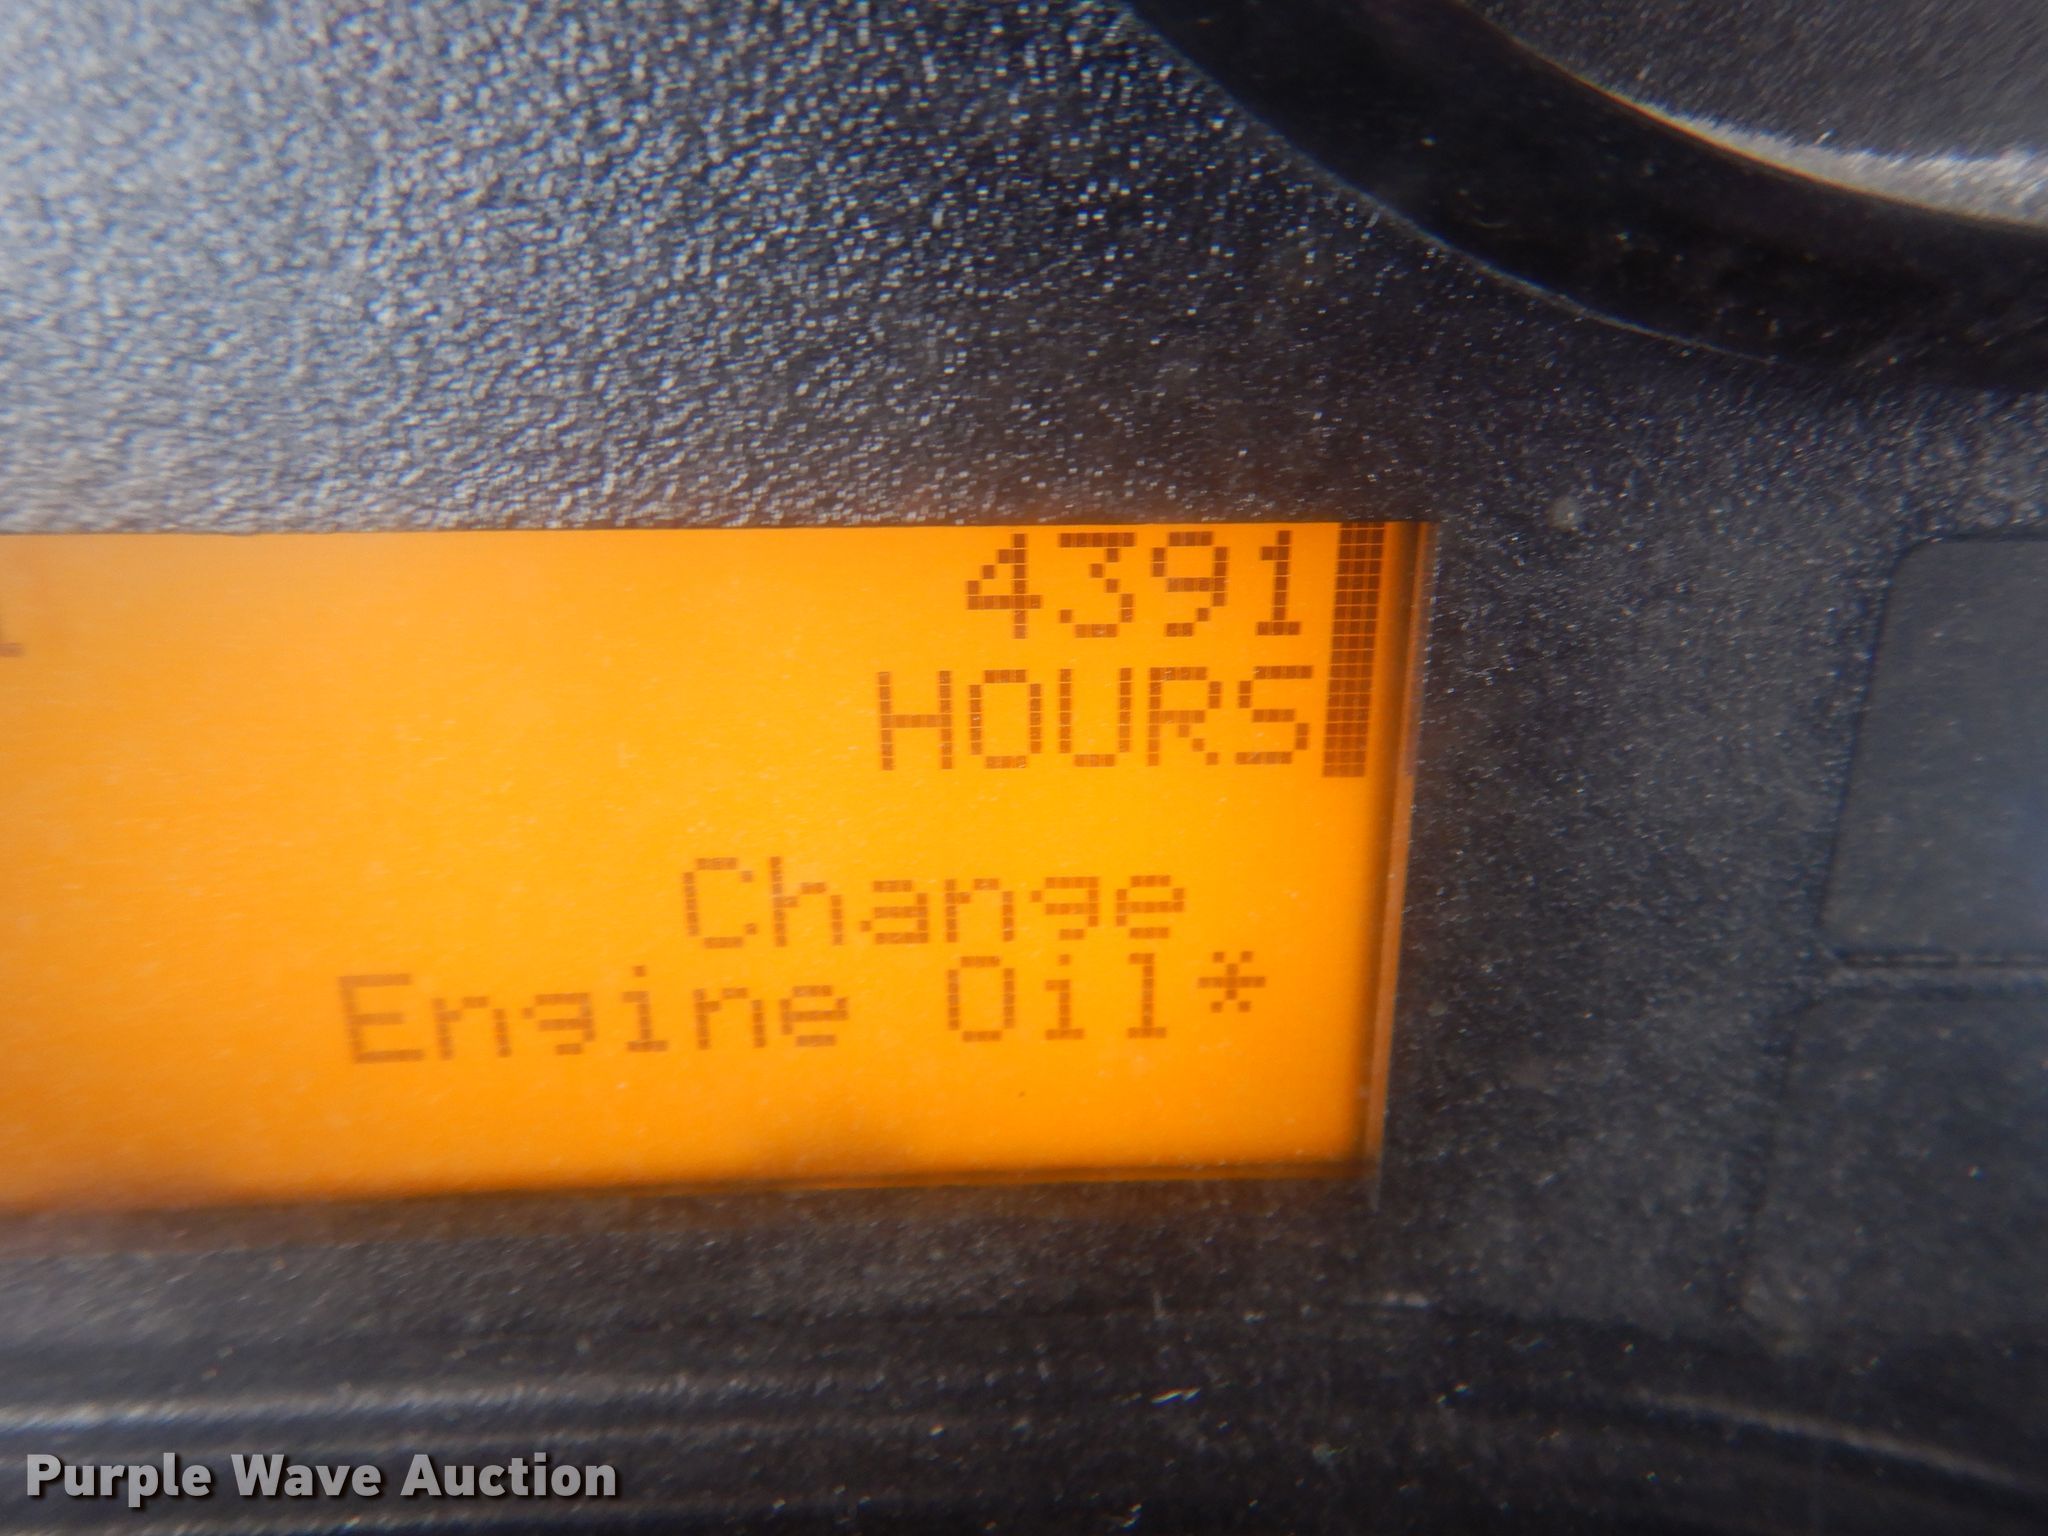 4391
HOURS
Change
Engine Oil*
Purple Wave Auction